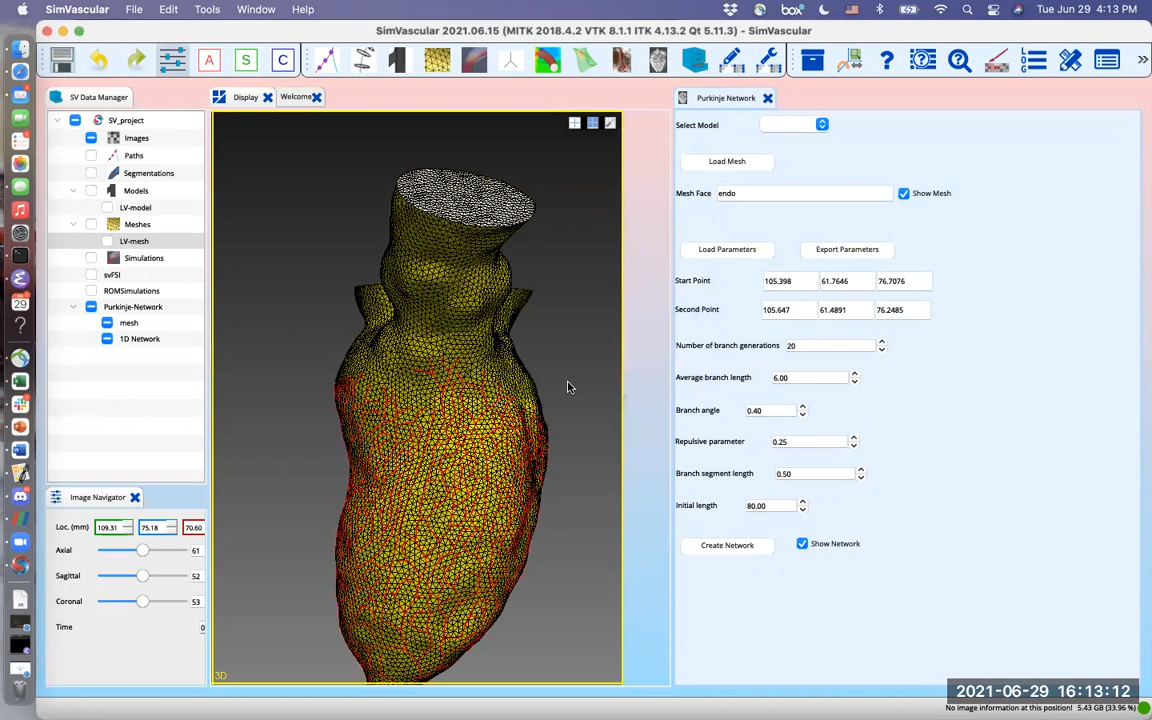 SimVascular File Edit Tools Window Help
box
Tue Jun 29 4:13 PM
SimVascular 2021.06.15 (MITK 2018.4.2 VTK 8.1.1 ITK 4.13.2 Qt 5.11.3) - SimVascular
A S C
LOG
?
»
SV Data Manager
Display
Welcome
Purkinje Network
SV_project
Images
Paths
Segmentations
Models
LV-model
Meshes
LV-mesh
Simulations
svFSI
ROMSimulations
Purkinje-Network
mesh
1D Network
Image Navigator
Loc. (mm) 109.31 75.18 70.60
Axial 61
Sagittal 52
Coronal 53
Time 0
3D
Select Model
Load Mesh
Mesh Face endo Show Mesh
Load Parameters Export Parameters
Start Point 105.398 61.7646 76.7076
Second Point 105.647 61.4891 76.2485
Number of branch generations 20
Average branch length 6.00
Branch angle 0.40
Repulsive parameter 0.25
Branch segment length 0.50
Initial length 80.00
Create Network Show Network
2021-06-29 16:13:12
No image information at this position! 5.43 GB (33.96 %)